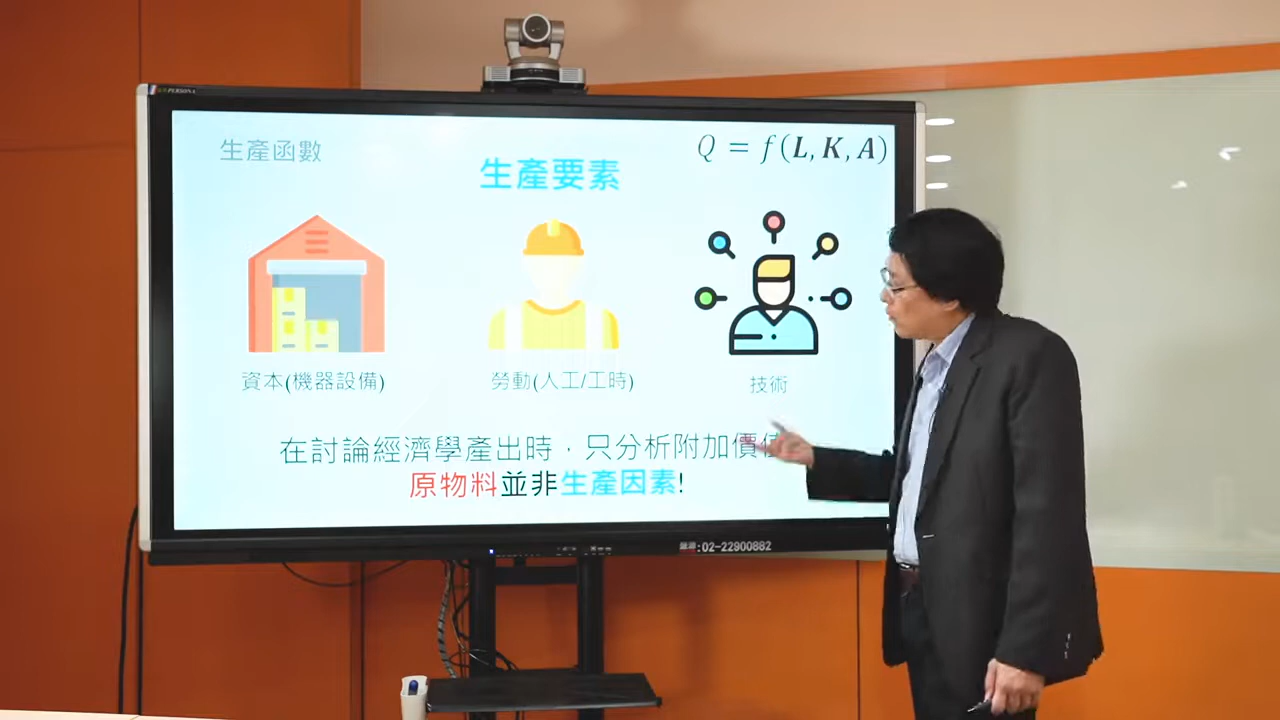 生產函數
Q = f(L, K, A)
生產要素
資本(機器設備)
勞動(人工/工時)
技術
在討論經濟學產出時，只分析附加價值
原物料並非生產因素!
:02-22900882